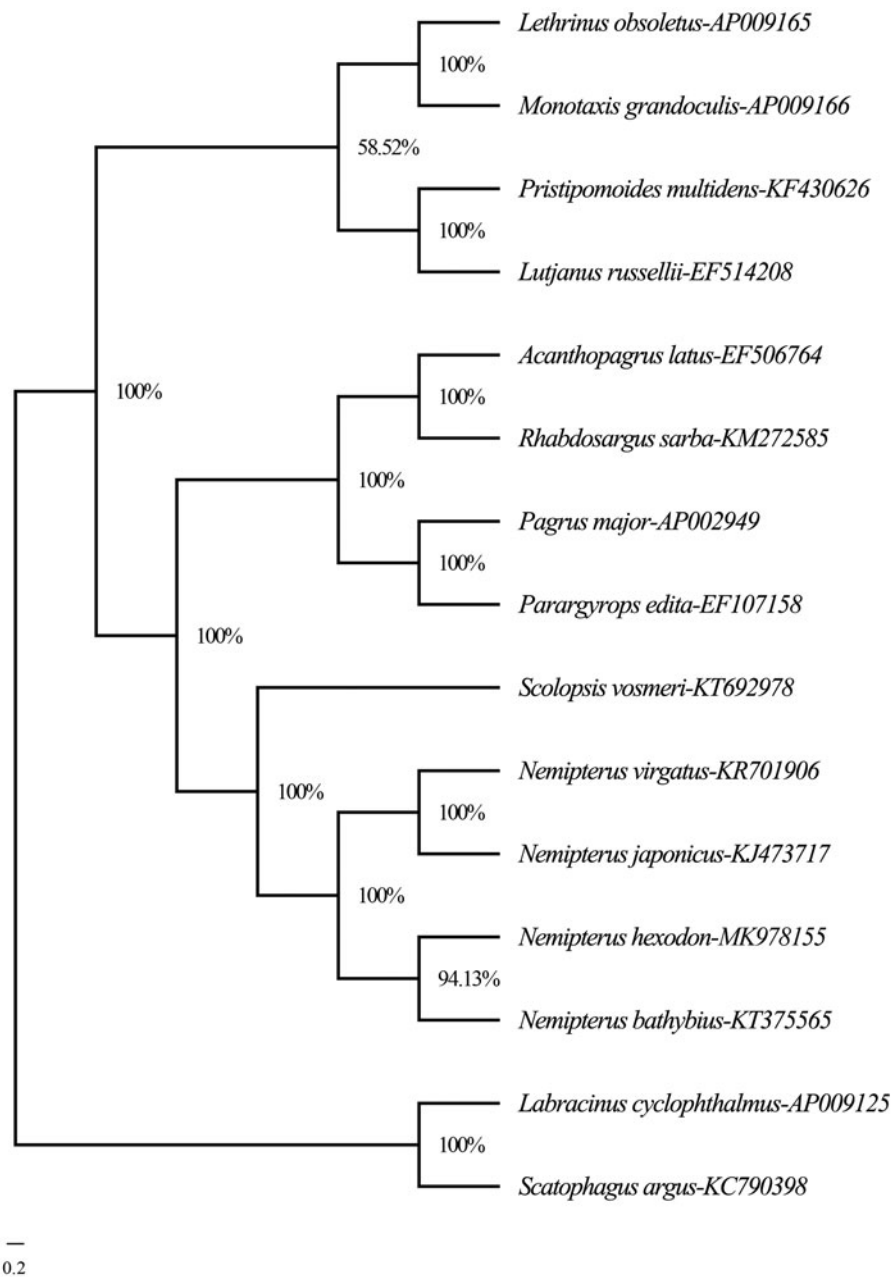 Lethrinus obsoletus-AP009165
100%
Monotaxis grandoculis-AP009166
58.52%
Pristipomoides multidens-KF430626
100%
Lutjanus russellii-EF514208
Acanthopagrus latus-EF506764
100%
100%
Rhabdosargus sarba-KM272585
100%
Pagrus major-AP002949
100%
Parargyrops edita-EF107158
100%
Scolopsis vosmeri-KT692978
Nemipterus virgatus-KR701906
100%
100%
Nemipterus japonicus-KJ473717
100%
Nemipterus hexodon-MK978155
94.13%
Nemipterus bathybius-KT375565
Labracinus cyclophthalmus-AP009125
100%
Scatophagus argus-KC790398
0.2